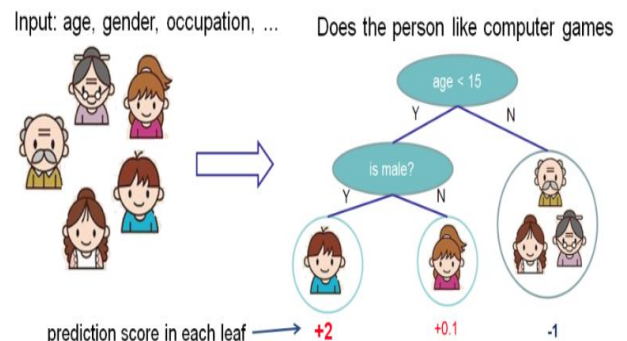 Input: age, gender, occupation, ...
Does the person like computer games
age < 15
Y
N
is male?
Y
N
prediction score in each leaf
+2
+0.1
-1